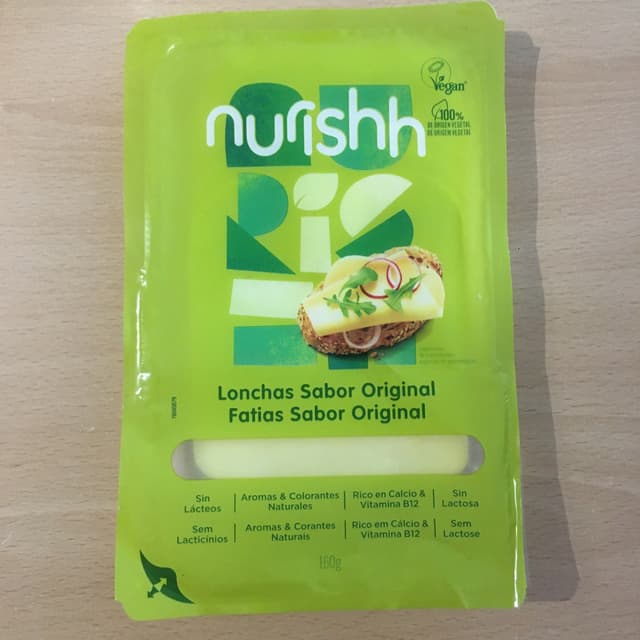 Vegan
100%
DE ORIGEN VEGETAL
DE ORIGEM VEGETAL
nurishh
Lonchas Sabor Original
Fatias Sabor Original
Sin
Lácteos
Aromas & Colorantes
Naturales
Rico en Calcio &
Vitamina B12
Sin
Lactosa
Sem
Lacticínios
Aromas & Corantes
Naturais
Rico em Cálcio &
Vitamina B12
Sem
Lactose
160g